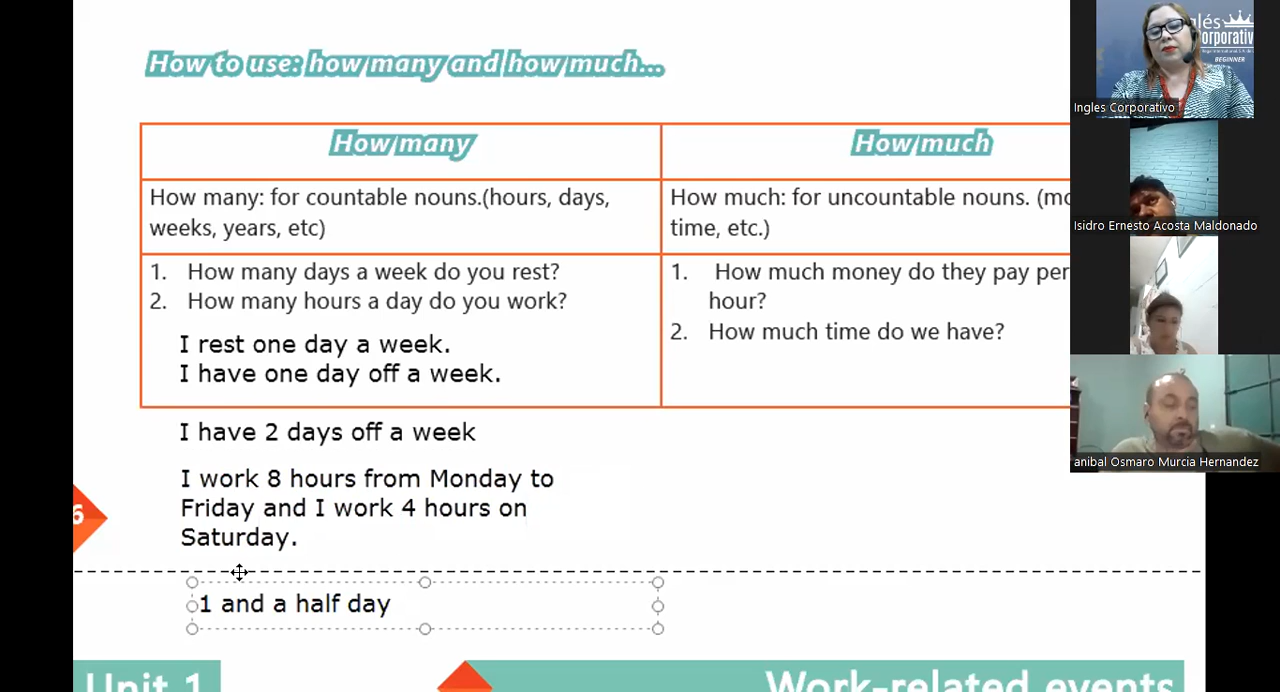 How to use: how many and how much...
How many
How much
How many: for countable nouns.(hours, days,
weeks, years, etc)
How much: for uncountable nouns. (mo
time, etc.)
1. How many days a week do you rest?
2. How many hours a day do you work?
I rest one day a week.
I have one day off a week.
1. How much money do they pay per
hour?
2. How much time do we have?
I have 2 days off a week
I work 8 hours from Monday to
Friday and I work 4 hours on
Saturday.
6
1 and a half day
Unit 1
Work-related events
glés
orporativ
BEGINNER
Ingles Corporativo
Isidro Ernesto Acosta Maldonado
anibal Osmaro Murcia Hernandez